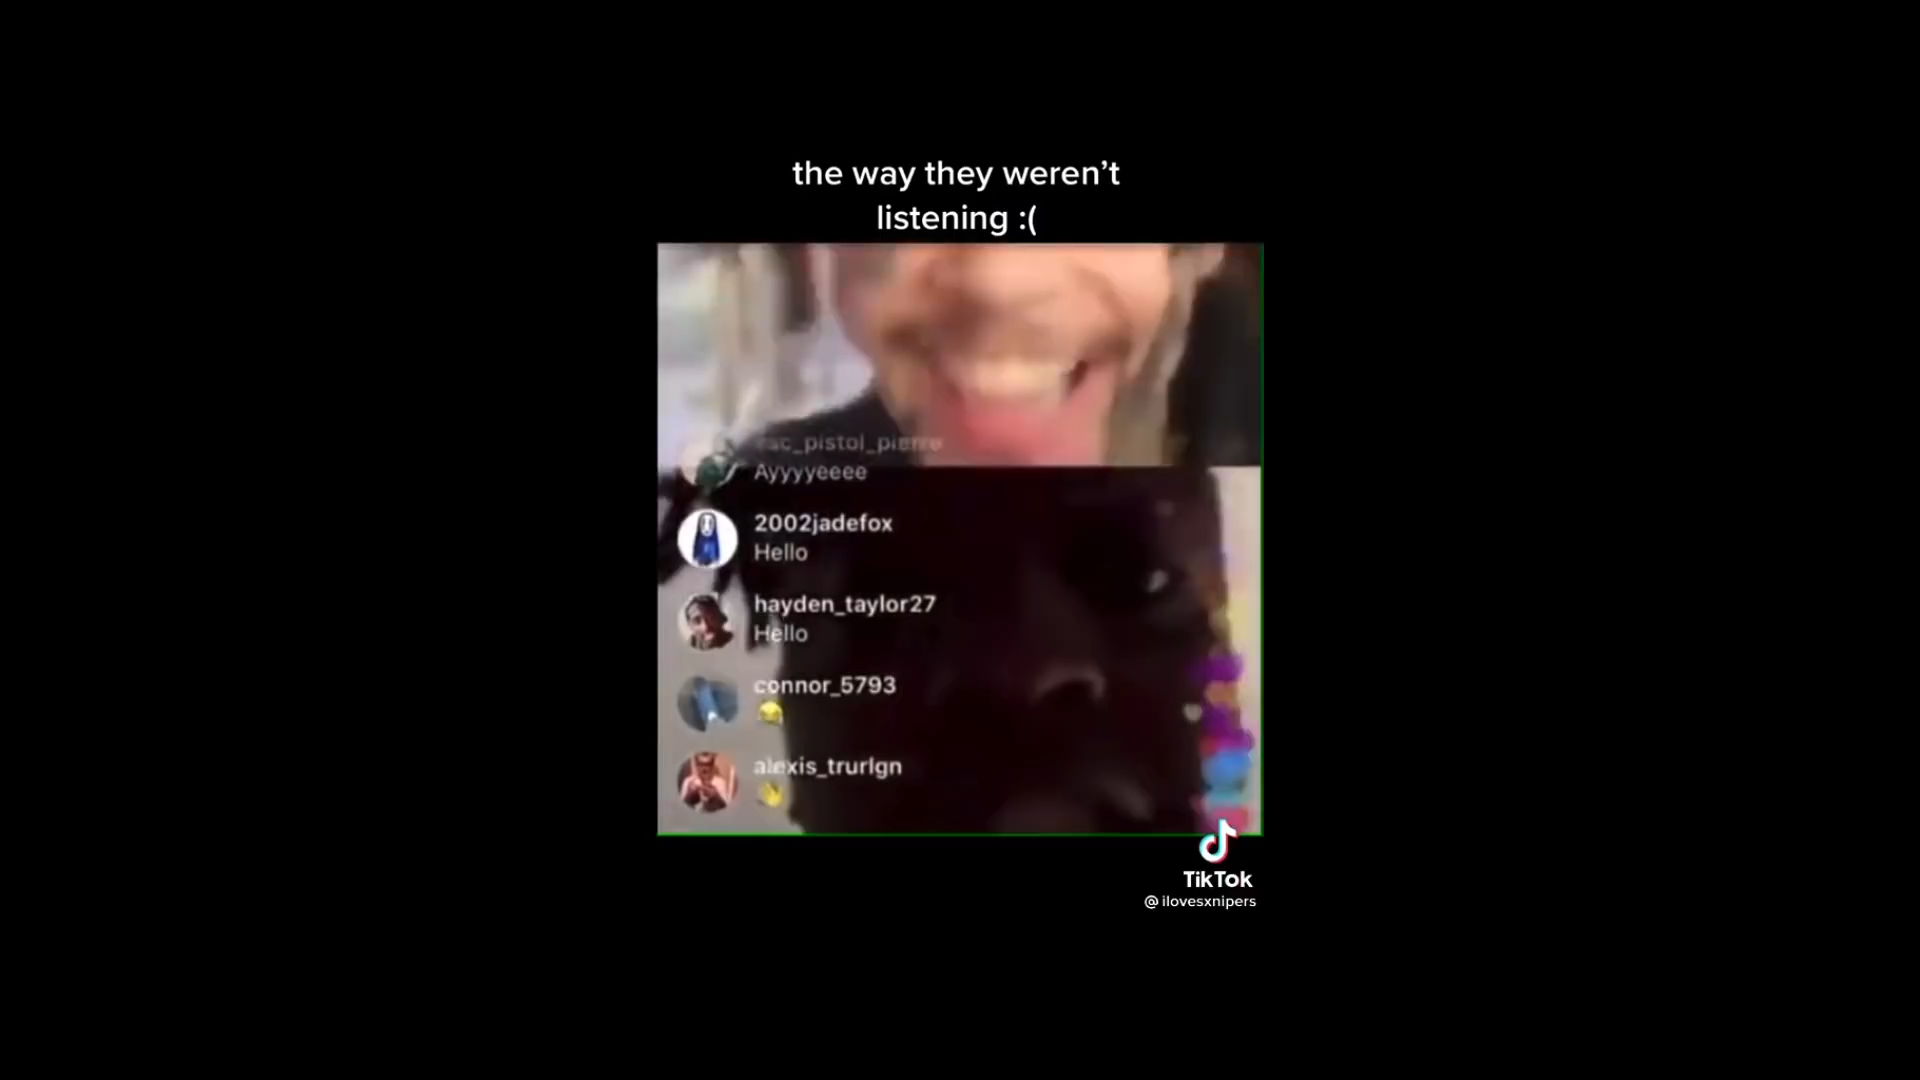 the way they weren’t
listening :(
Ayyyyeeee
2002jadefox
Hello
hayden_taylor27
Hello
connor_5793
😂
alexis_trurlgn
👋
TikTok
@ilovesxnipers